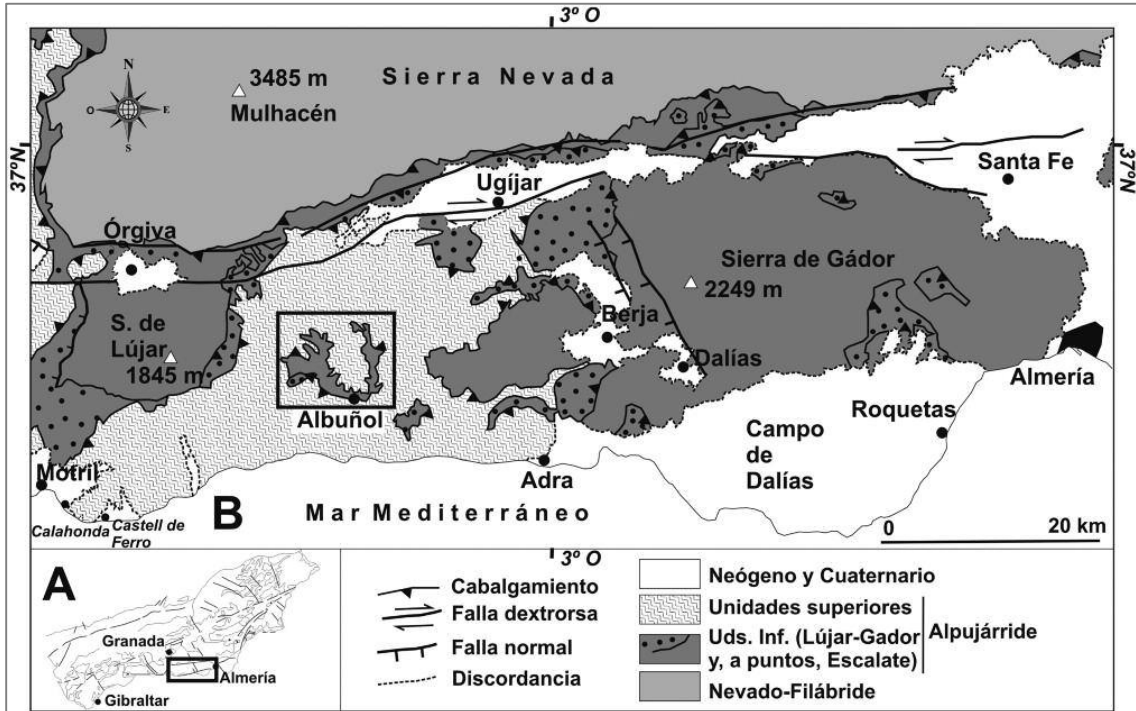 3º O
N
O
E
S
3485 m
Mulhacén
Sierra Nevada
37ºN
37ºN
Santa Fe
Ugíjar
Órgiva
Sierra de Gádor
2249 m
S. de
Lújar
1845 m
Berja
Dalías
Almería
Albuñol
Roquetas
Campo
de
Dalías
Motril
Adra
B
Calahonda
Castell de
Ferro
Mar Mediterráneo
0
20 km
3º O
A
Granada
Almería
Gibraltar
Cabalgamiento
Falla dextrorsa
Falla normal
Discordancia
Neógeno y Cuaternario
Unidades superiores
Uds. Inf. (Lújar-Gador
y, a puntos, Escalate)
Alpujárride
Nevado-Filábride